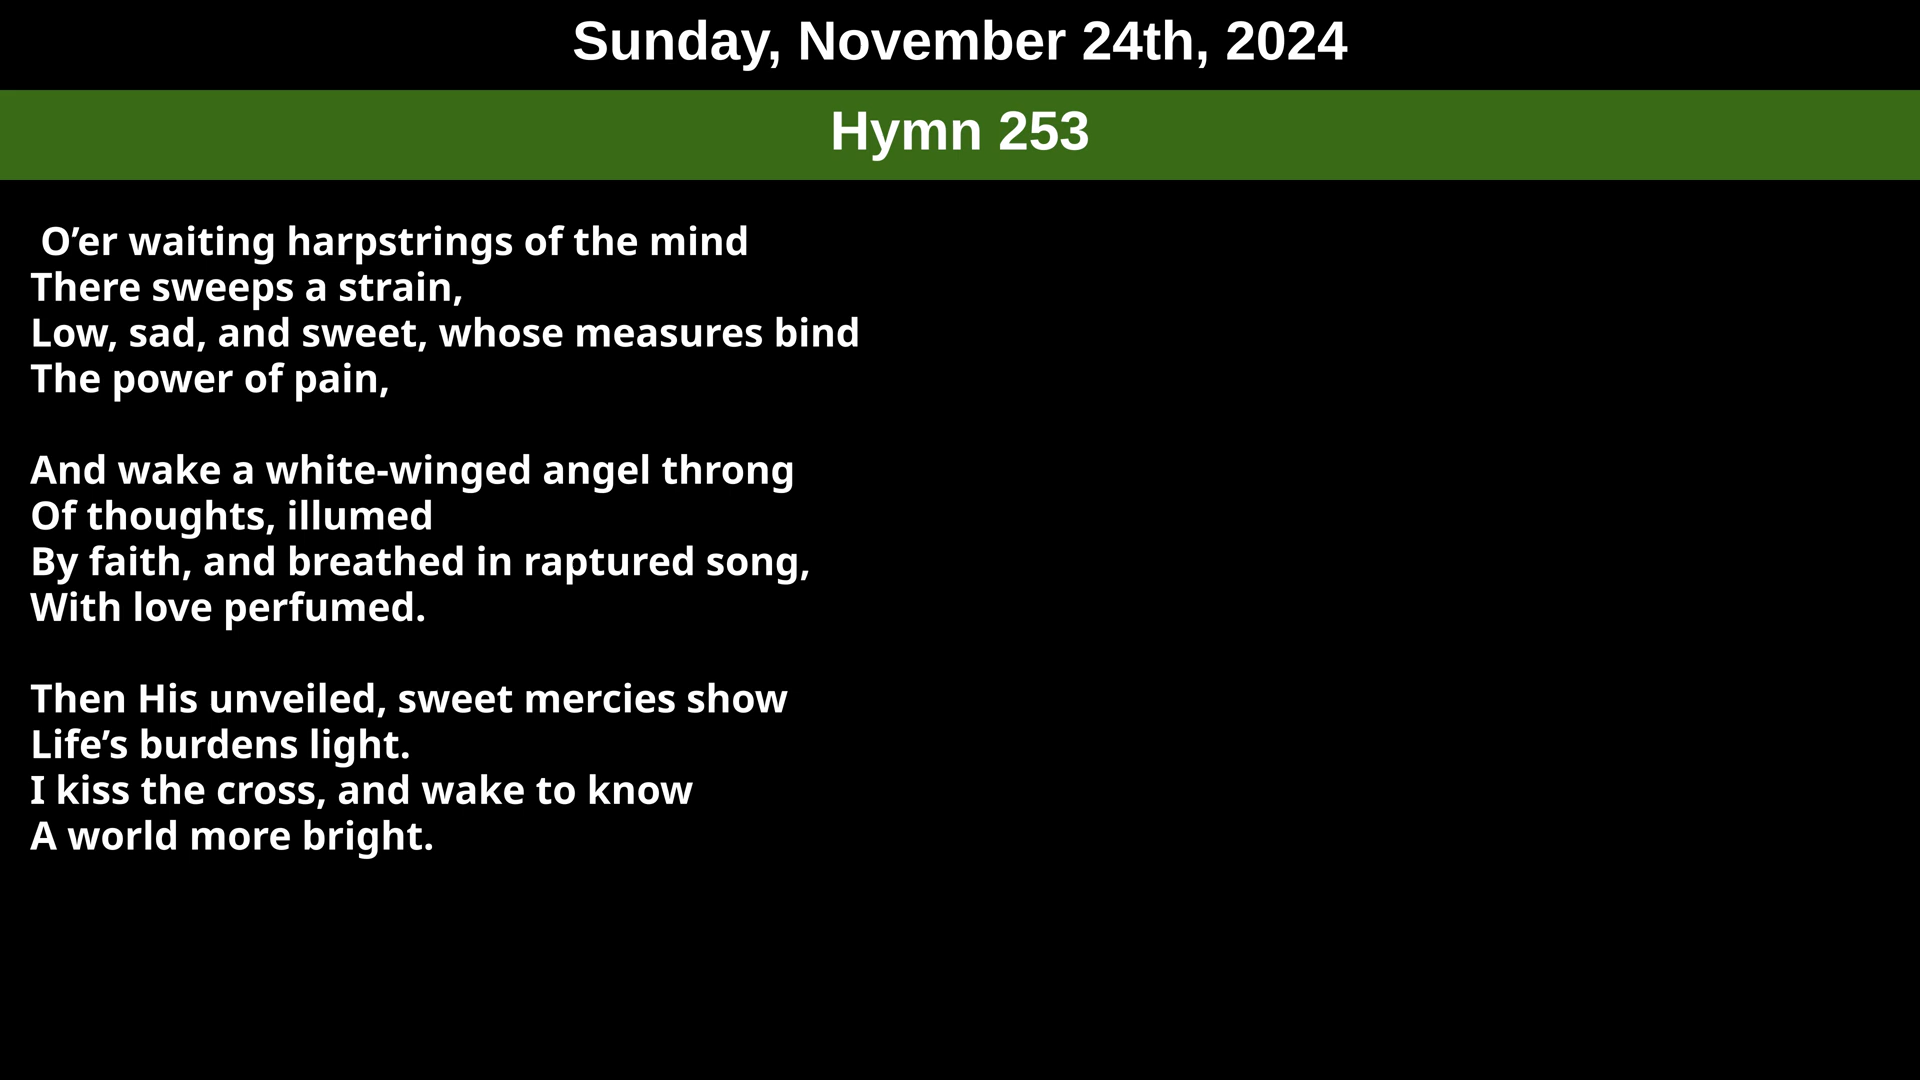 Sunday, November 24th, 2024
Hymn 253
O’er waiting harpstrings of the mind
There sweeps a strain,
Low, sad, and sweet, whose measures bind
The power of pain,
And wake a white-winged angel throng
Of thoughts, illumed
By faith, and breathed in raptured song,
With love perfumed.
Then His unveiled, sweet mercies show
Life’s burdens light.
I kiss the cross, and wake to know
A world more bright.